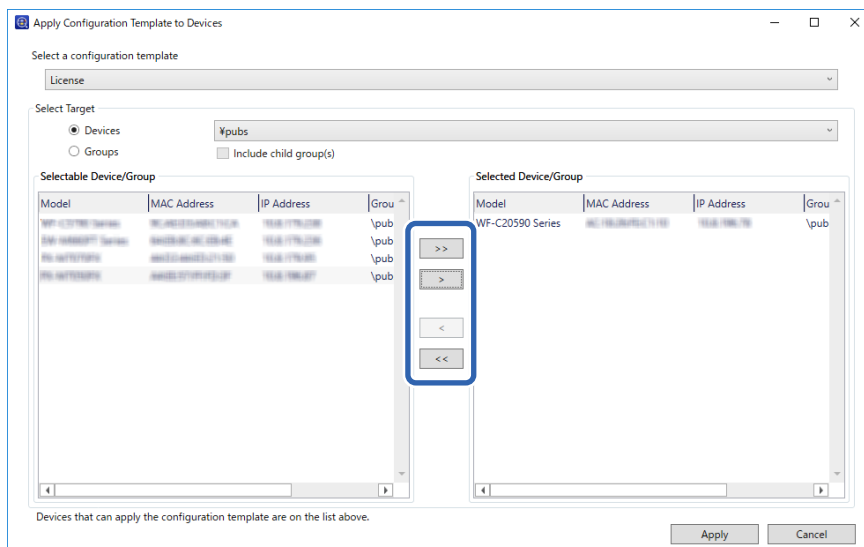 Apply Configuration Template to Devices
Select a configuration template
License
Select Target
Devices
¥pubs
Groups
Include child group(s)
Selectable Device/Group
Selected Device/Group
Model MAC Address IP Address Grou
Model MAC Address IP Address Grou
\pub
WF-C20590 Series \pub
\pub
\pub
\pub
>>
>
<
<<
Devices that can apply the configuration template are on the list above.
Apply Cancel